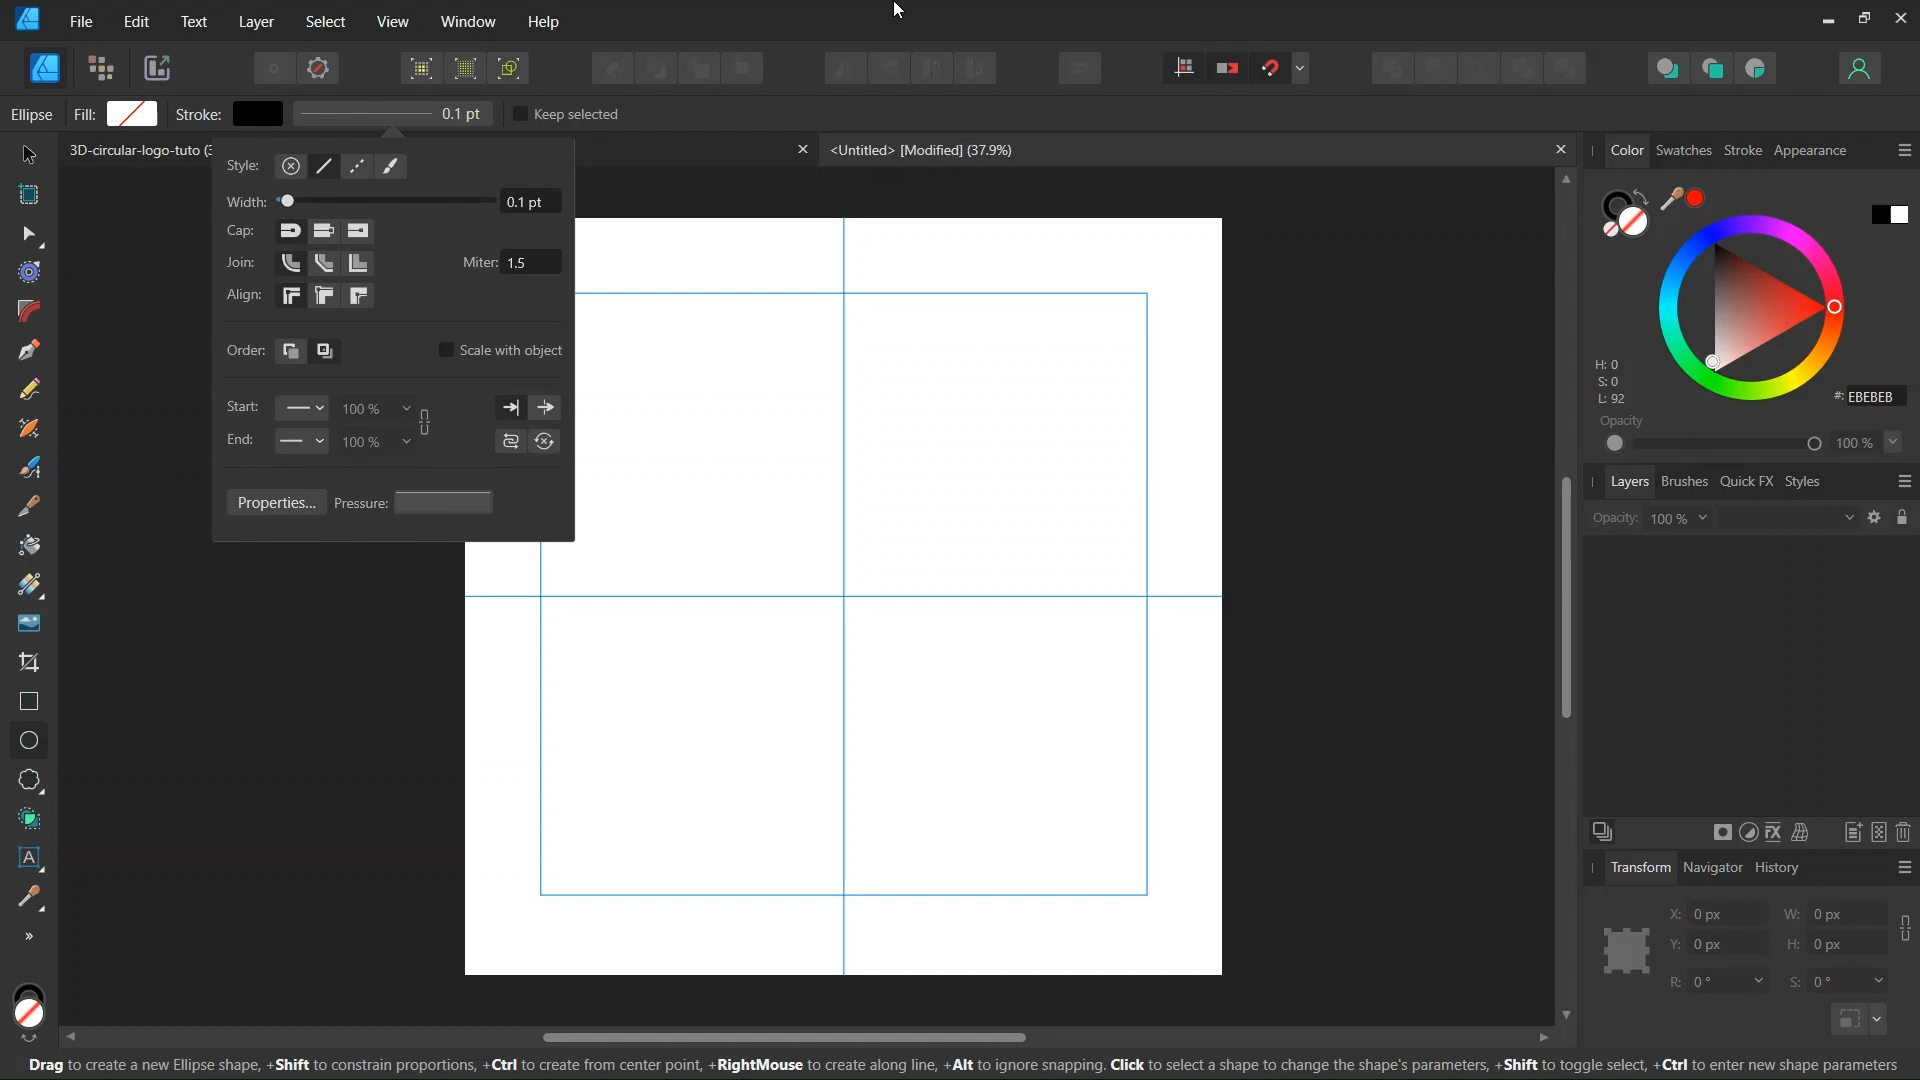 File Edit Text Layer Select View Window Help
Ellipse Fill: Stroke: 0.1 pt Keep selected
3D-circular-logo-tuto (3
<Untitled> [Modified] (37.9%)
Style:
Width: 0.1 pt
Cap:
Join: Miter: 1.5
Align:
Order: Scale with object
Start: 100 %
End: 100 %
Properties... Pressure:
Color Swatches Stroke Appearance
H: 0
S: 0
L: 92
#: EBEBEB
Opacity
100 %
Layers Brushes Quick FX Styles
Opacity: 100 %
Transform Navigator History
X: 0 px W: 0 px
Y: 0 px H: 0 px
R: 0 ° S: 0 °
Drag to create a new Ellipse shape, +Shift to constrain proportions, +Ctrl to create from center point, +RightMouse to create along line, +Alt to ignore snapping. Click to select a shape to change the shape's parameters, +Shift to toggle select, +Ctrl to enter new shape parameters